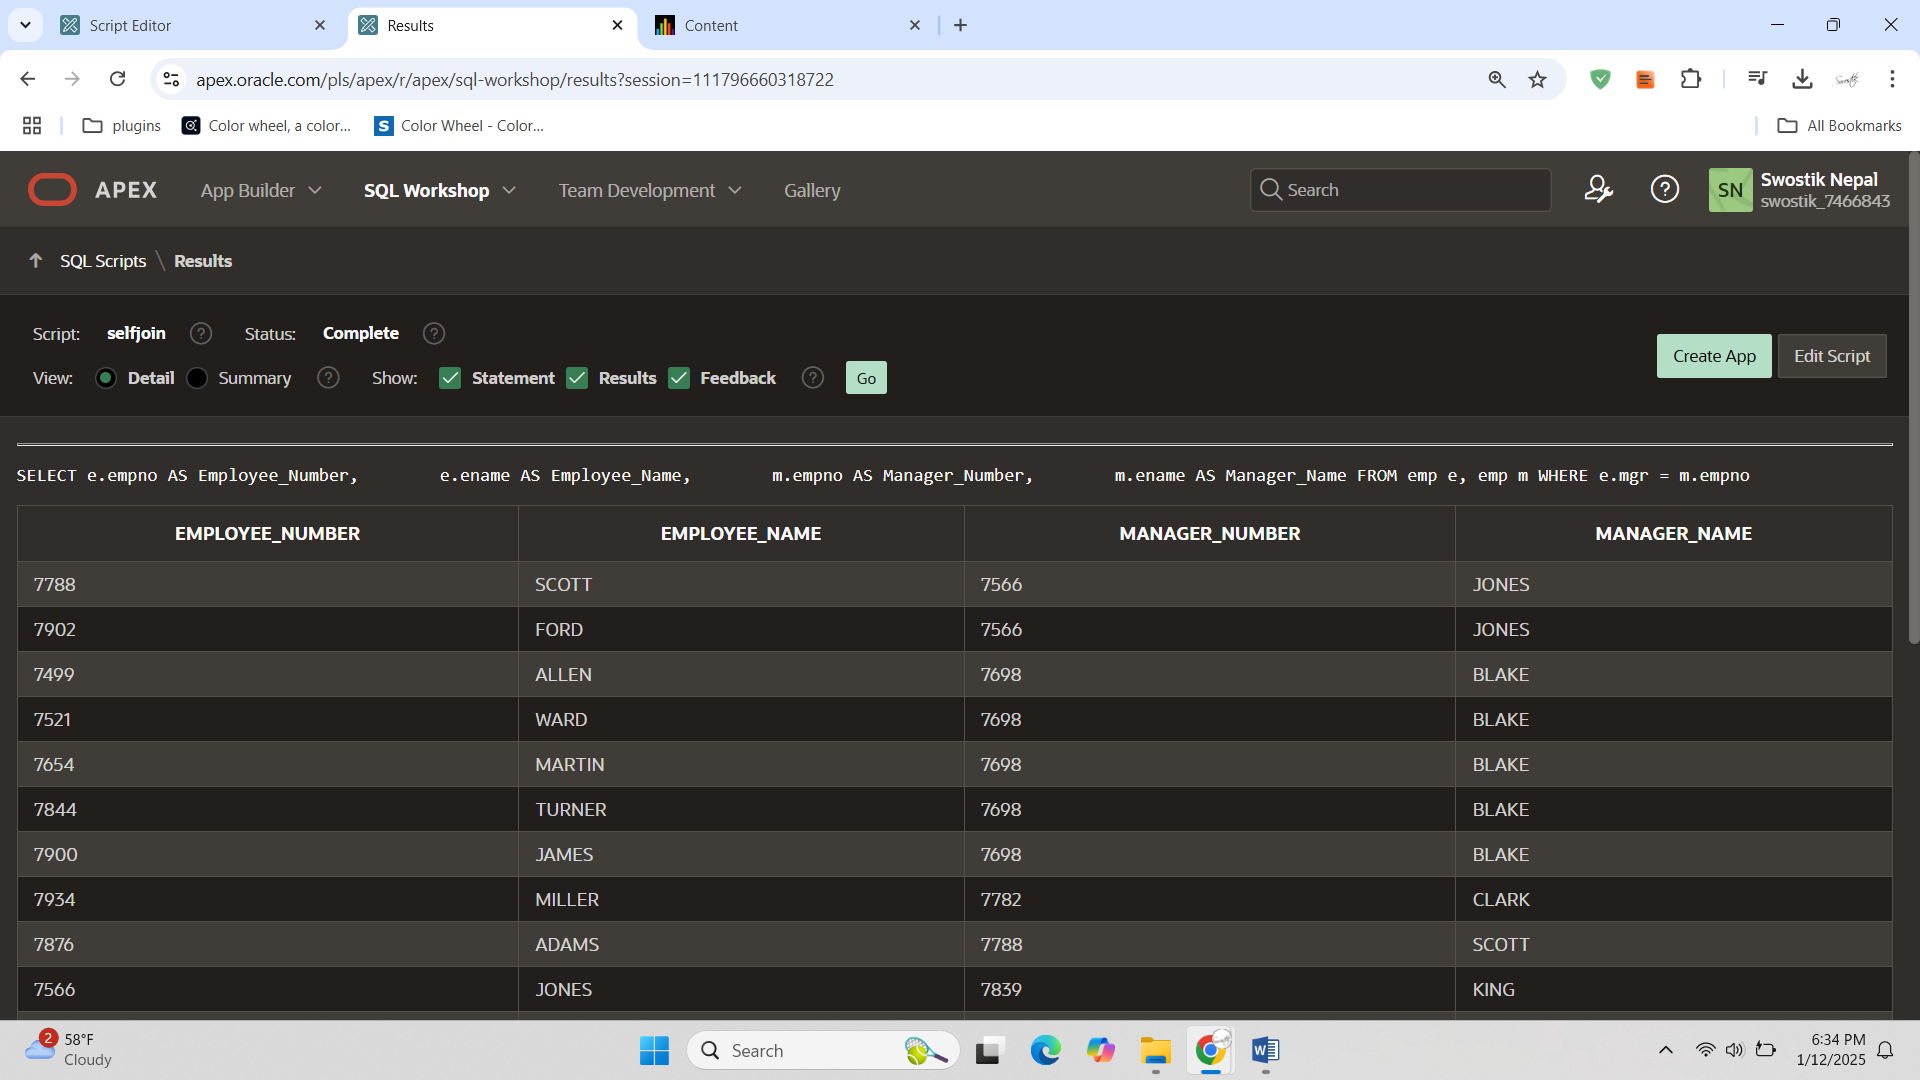 Script Editor
Results
Content
apex.oracle.com/pls/apex/r/apex/sql-workshop/results?session=111796660318722
plugins
Color wheel, a color...
S Color Wheel - Color...
All Bookmarks
APEX App Builder SQL Workshop Team Development Gallery
Search
SN Swostik Nepal
swostik_7466843
SQL Scripts \ Results
Script: selfjoin ? Status: Complete ?
View: Detail Summary ? Show: Statement Results Feedback ? Go
Create App Edit Script
SELECT e.empno AS Employee_Number, e.ename AS Employee_Name, m.empno AS Manager_Number, m.ename AS Manager_Name FROM emp e, emp m WHERE e.mgr = m.empno
EMPLOYEE_NUMBER EMPLOYEE_NAME MANAGER_NUMBER MANAGER_NAME
7788 SCOTT 7566 JONES
7902 FORD 7566 JONES
7499 ALLEN 7698 BLAKE
7521 WARD 7698 BLAKE
7654 MARTIN 7698 BLAKE
7844 TURNER 7698 BLAKE
7900 JAMES 7698 BLAKE
7934 MILLER 7782 CLARK
7876 ADAMS 7788 SCOTT
7566 JONES 7839 KING
2
58°F
Cloudy
Search
6:34 PM
1/12/2025